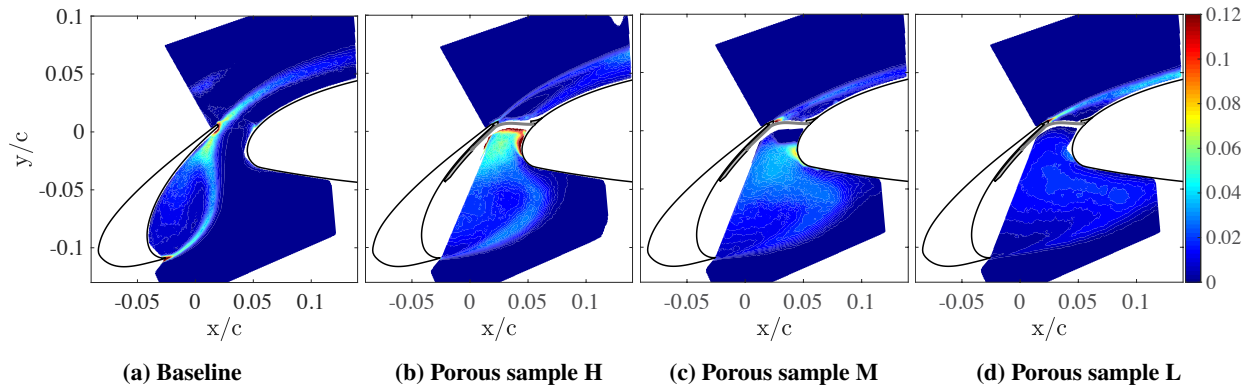 0.1
0.05
0
-0.05
-0.1
y/c
-0.05 0 0.05 0.1
-0.05 0 0.05 0.1
-0.05 0 0.05 0.1
-0.05 0 0.05 0.1
x/c
x/c
x/c
x/c
0.12
0.1
0.08
0.06
0.04
0.02
0
(a) Baseline
(b) Porous sample H
(c) Porous sample M
(d) Porous sample L